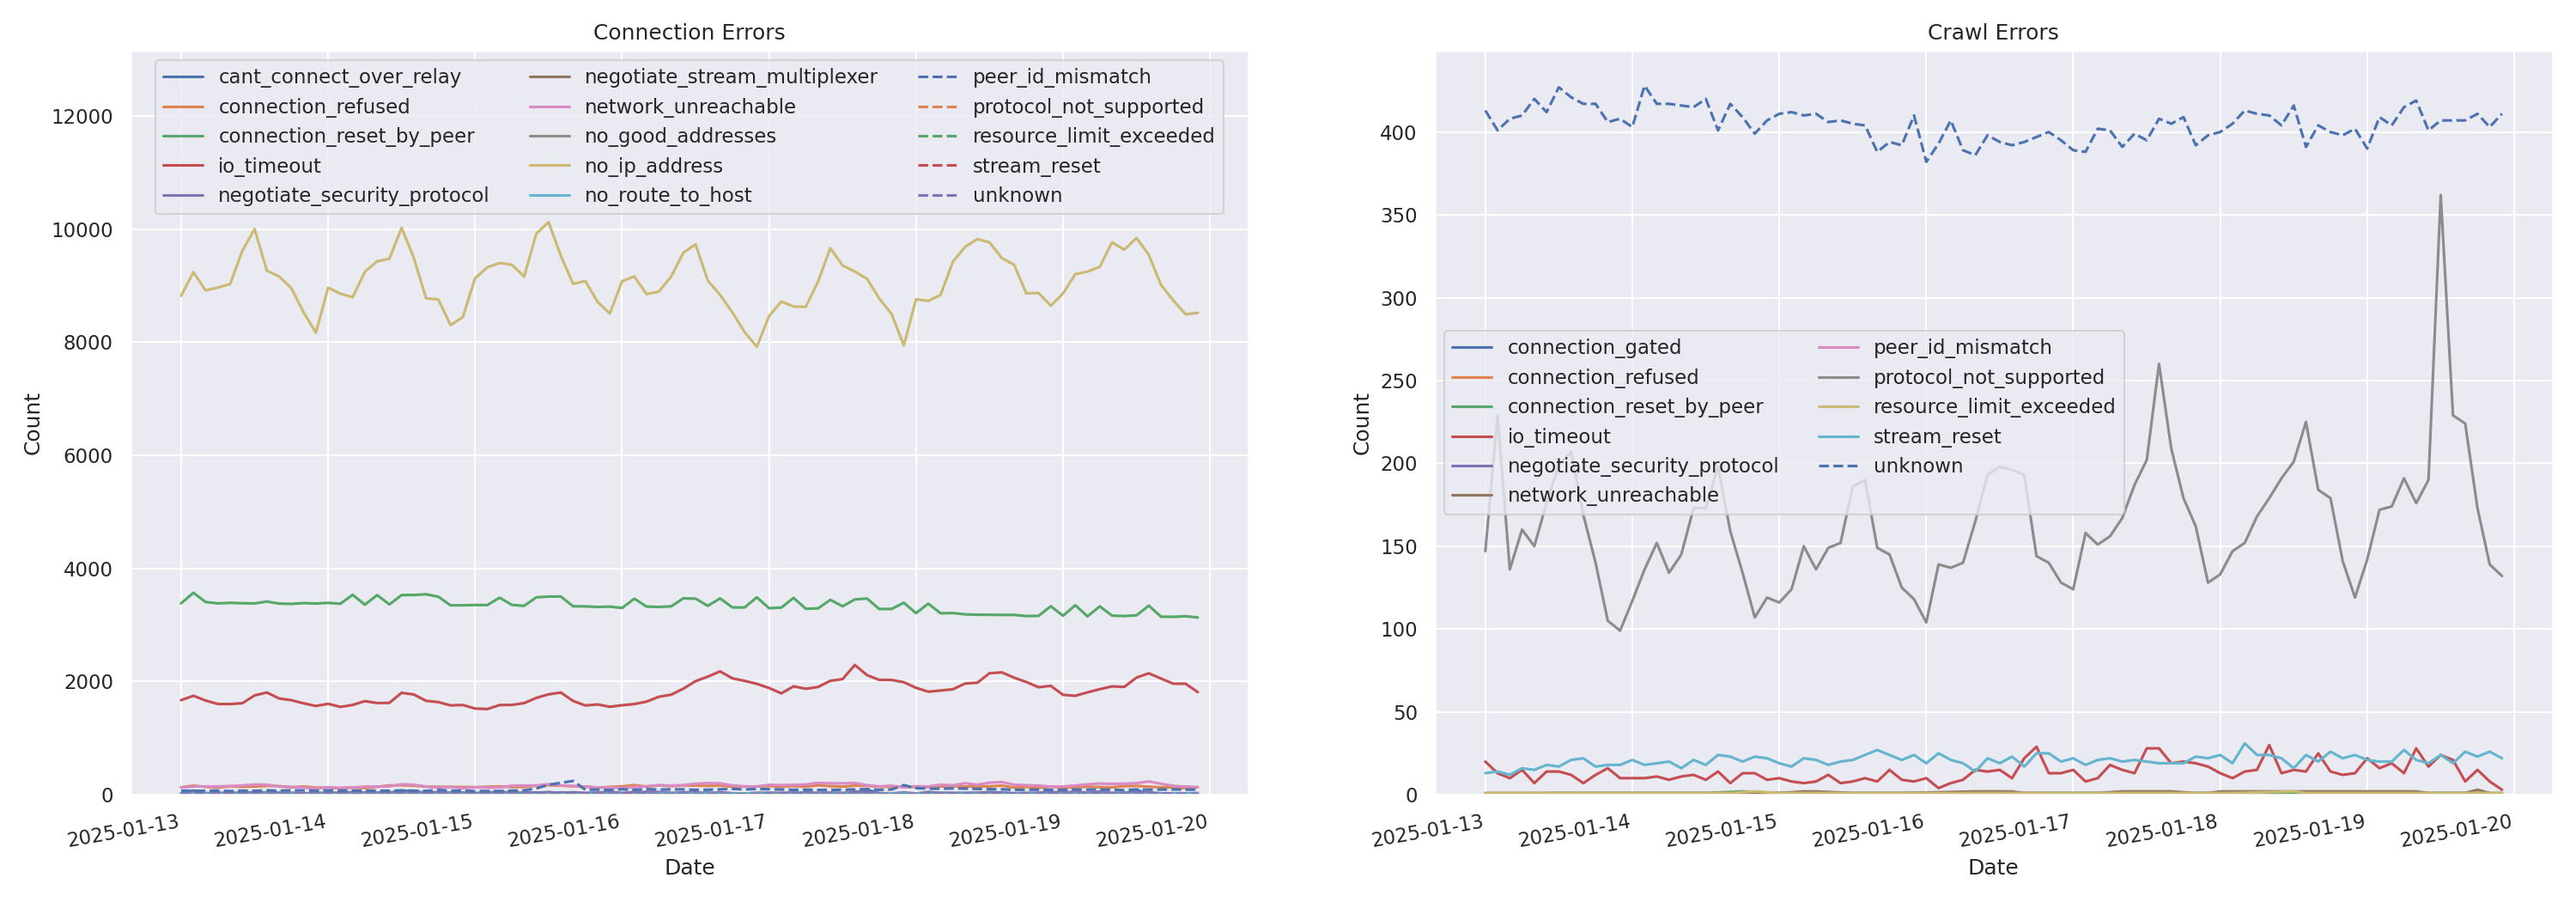 Connection Errors
12000
10000
8000
6000
4000
2000
0
Count
cant_connect_over_relay
connection_refused
connection_reset_by_peer
io_timeout
negotiate_security_protocol
negotiate_stream_multiplexer
network_unreachable
no_good_addresses
no_ip_address
no_route_to_host
peer_id_mismatch
protocol_not_supported
resource_limit_exceeded
stream_reset
unknown
2025-01-13
2025-01-14
2025-01-15
2025-01-16
2025-01-17
2025-01-18
2025-01-19
2025-01-20
Date
Crawl Errors
400
350
300
250
200
150
100
50
0
Count
connection_gated
connection_refused
connection_reset_by_peer
io_timeout
negotiate_security_protocol
network_unreachable
peer_id_mismatch
protocol_not_supported
resource_limit_exceeded
stream_reset
unknown
2025-01-13
2025-01-14
2025-01-15
2025-01-16
2025-01-17
2025-01-18
2025-01-19
2025-01-20
Date